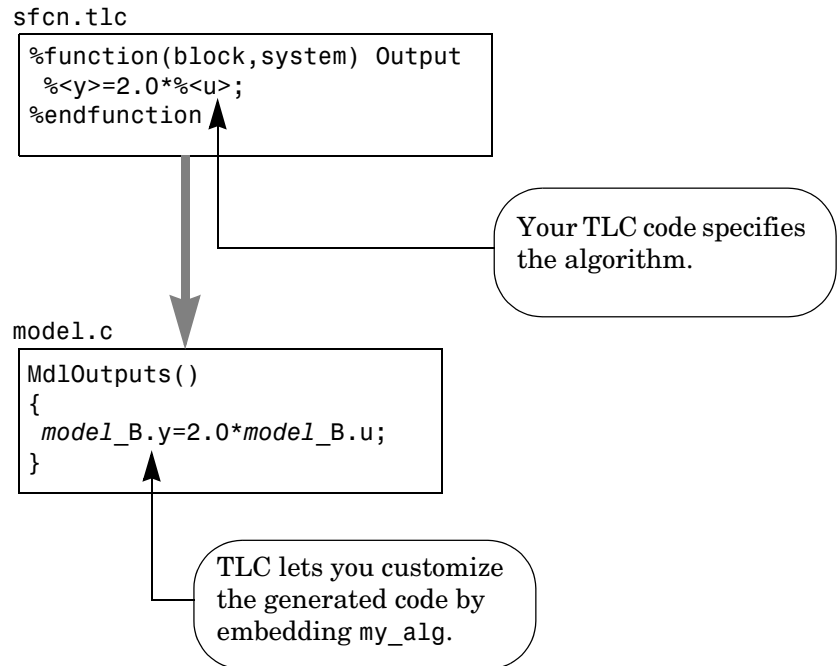 sfcn.tlc
%function(block,system) Output
%<y>=2.0*%<u>;
%endfunction
Your TLC code specifies
the algorithm.
model.c
MdlOutputs()
{
model_B.y=2.0*model_B.u;
}
TLC lets you customize
the generated code by
embedding my_alg.